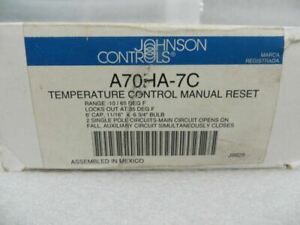 JOHNSON
CONTROLS®
MARCA
REGISTRADA
A70HA-7C
TEMPERATURE CONTROL MANUAL RESET
RANGE -10 / 65 DEG F
LOCKS OUT AT 35 DEG F
6' CAP, 11/16" X 6 3/4" BULB
2 SINGLE POLE CIRCUITS-MAIN CIRCUIT OPENS ON
FALL, AUXILIARY CIRCUIT SIMULTANEOUSLY CLOSES
ASSEMBLED IN MEXICO